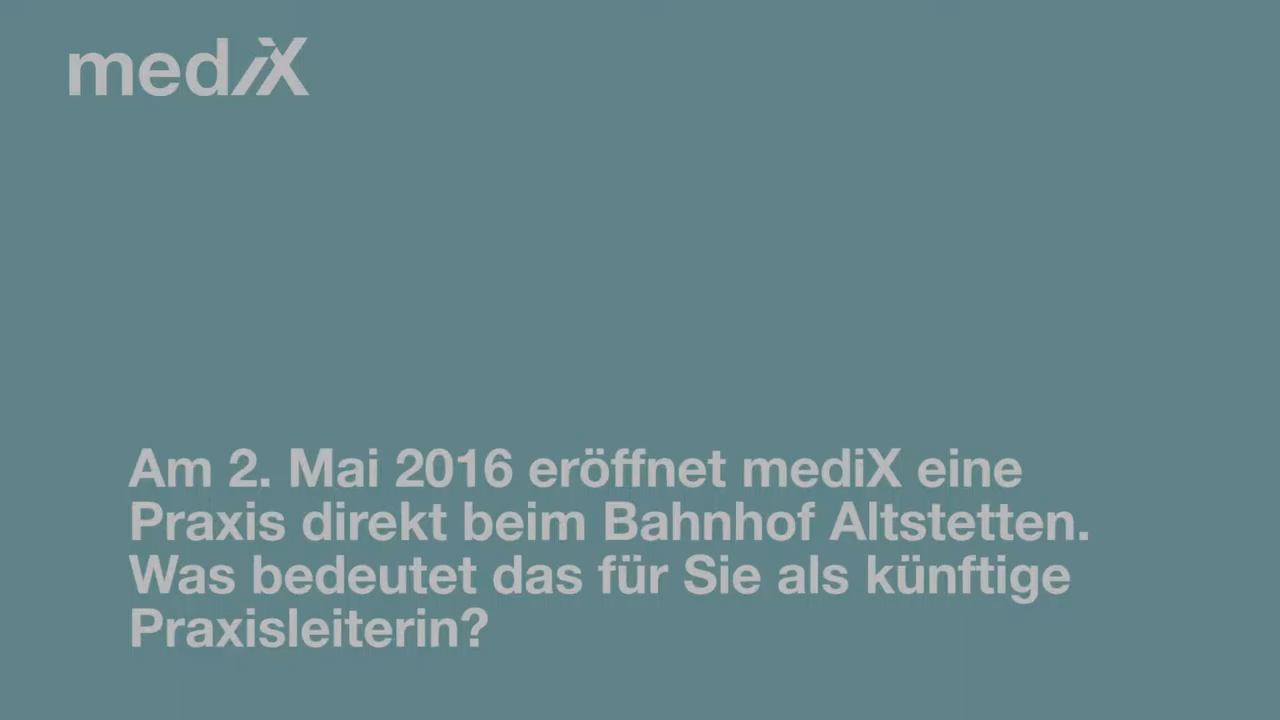 mediX
Am 2. Mai 2016 eröffnet mediX eine
Praxis direkt beim Bahnhof Altstetten.
Was bedeutet das für Sie als künftige
Praxisleiterin?